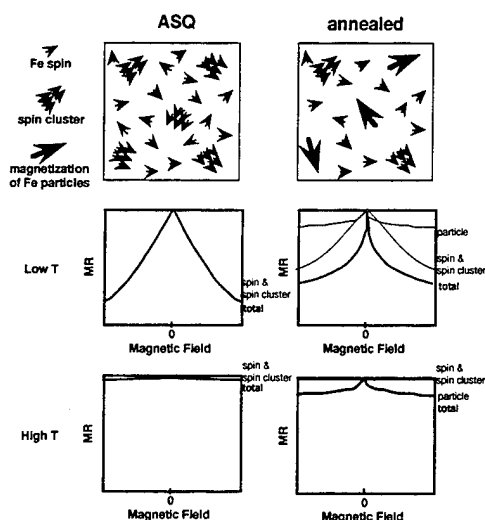 ASQ
annealed
Fe spin
spin cluster
magnetization
of Fe particles
Low T
MR
spin &
spin cluster
total
0
Magnetic Field
MR
particle
spin &
spin cluster
total
0
Magnetic Field
High T
MR
spin &
spin cluster
total
0
Magnetic Field
MR
spin &
spin cluster
particle
total
0
Magnetic Field